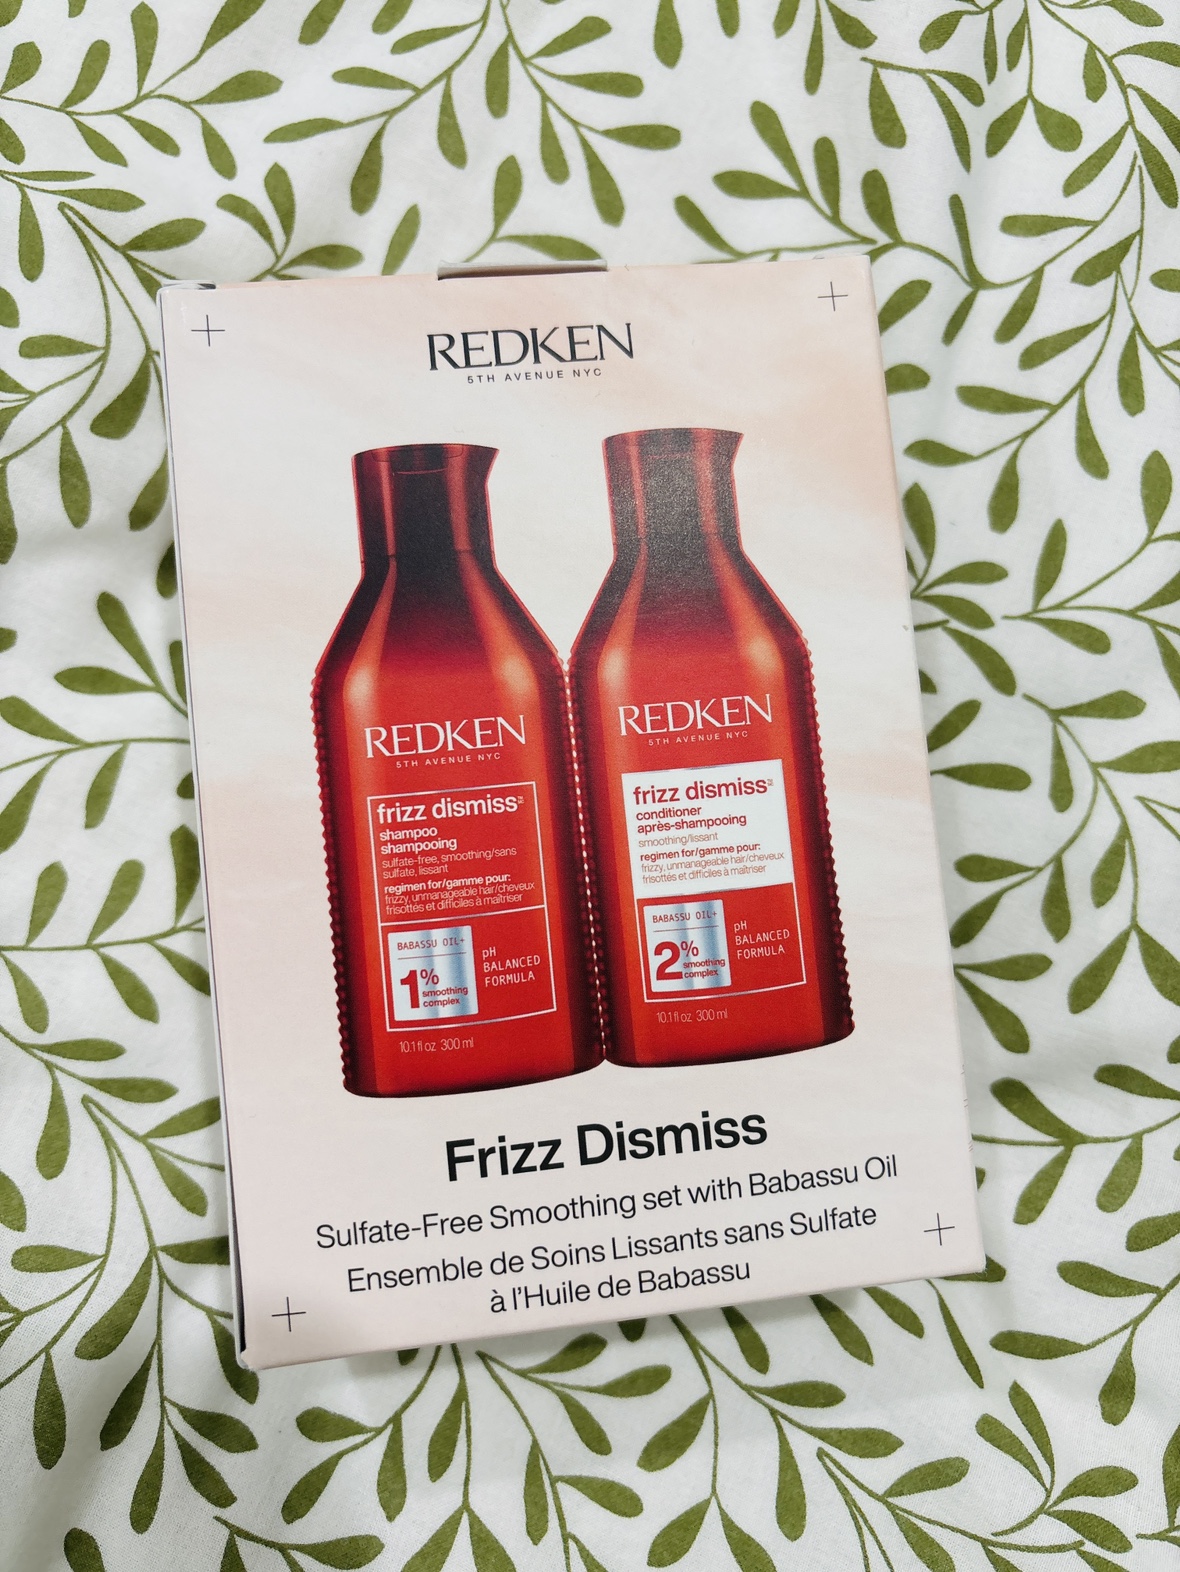 REDKEN
5TH AVENUE NYC
REDKEN
5TH AVENUE NYC
frizz dismiss
shampoo
shampooing
sulfate-free, smoothing/sans
sulfate, lissant
regimen for/gamme pour:
frizzy, unmanageable hair/cheveux
frisottés et difficiles à maîtriser
BABASSU OIL+
1%
smoothing
complex
pH
BALANCED
FORMULA
10.1 fl oz 300 ml
REDKEN
5TH AVENUE NYC
frizz dismiss
conditioner
après-shampooing
smoothing/lissant
regimen for/gamme pour:
frizzy, unmanageable hair/cheveux
frisottés et difficiles à maîtriser
BABASSU OIL+
2%
smoothing
complex
pH
BALANCED
FORMULA
10.1 fl oz 300 ml
Frizz Dismiss
Sulfate-Free Smoothing set with Babassu Oil
Ensemble de Soins Lissants sans Sulfate
à l'Huile de Babassu